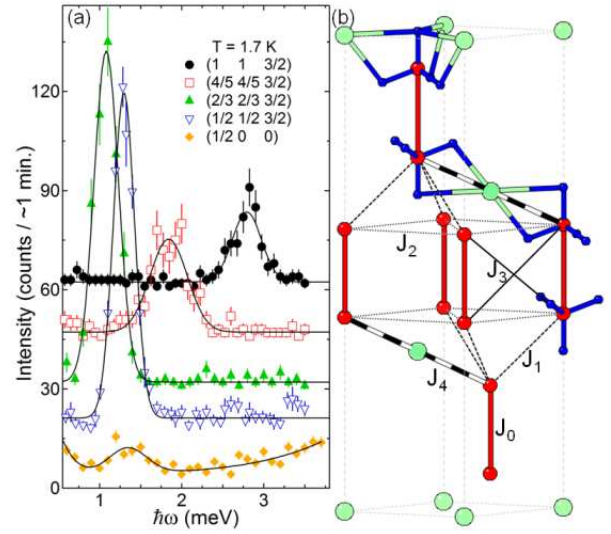 (a)
T = 1.7 K
(1 1 3/2)
(4/5 4/5 3/2)
(2/3 2/3 3/2)
(1/2 1/2 3/2)
(1/2 0 0)
120
90
60
30
0
Intensity (counts / ~1 min.)
1 2 3
ħω (meV)
(b)
J₂
J₃
J₁
J₄
J₀